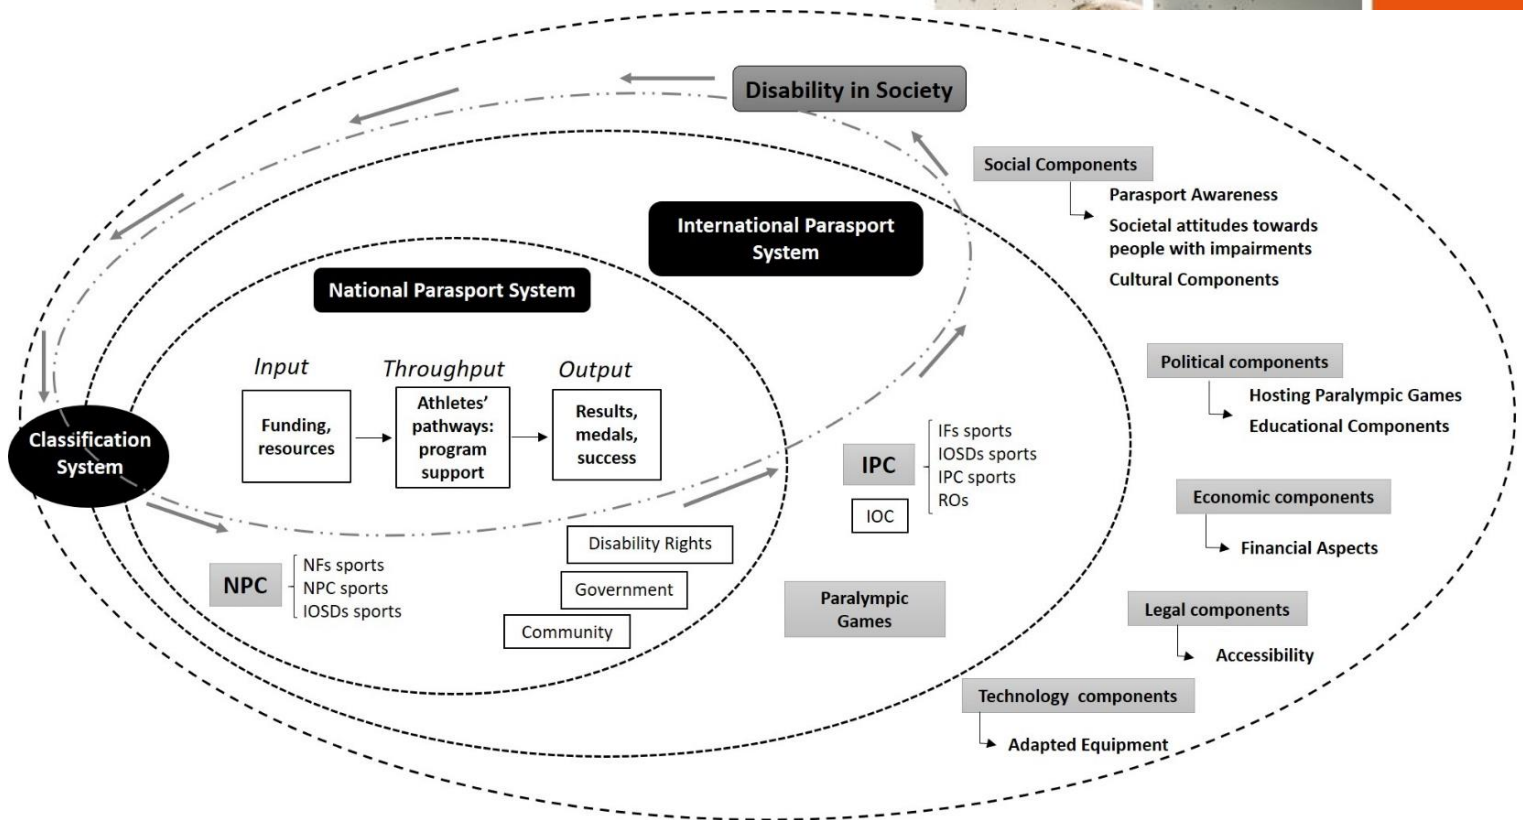 Disability in Society
Social Components
Parasport Awareness
Societal attitudes towards
people with impairments
Cultural Components
International Parasport
System
National Parasport System
Input
Throughput
Output
Funding,
resources
Athletes’
pathways:
program
support
Results,
medals,
success
Classification
System
Political components
Hosting Paralympic Games
Educational Components
IPC
IFs sports
IOSDs sports
IPC sports
ROs
IOC
Economic components
Financial Aspects
NPC
NFs sports
NPC sports
IOSDs sports
Disability Rights
Government
Community
Paralympic
Games
Legal components
Accessibility
Technology components
Adapted Equipment